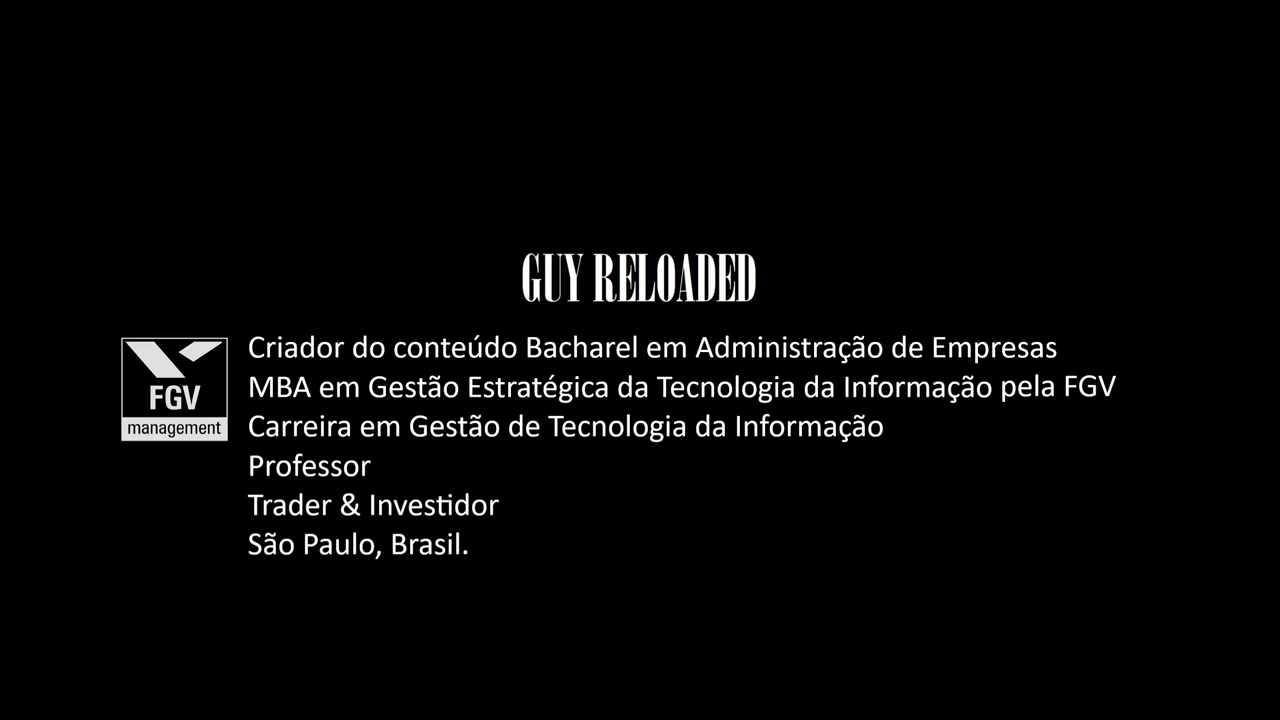 GUY RELOADED
FGV
management
Criador do conteúdo Bacharel em Administração de Empresas
MBA em Gestão Estratégica da Tecnologia da Informação pela FGV
Carreira em Gestão de Tecnologia da Informação
Professor
Trader & Investidor
São Paulo, Brasil.